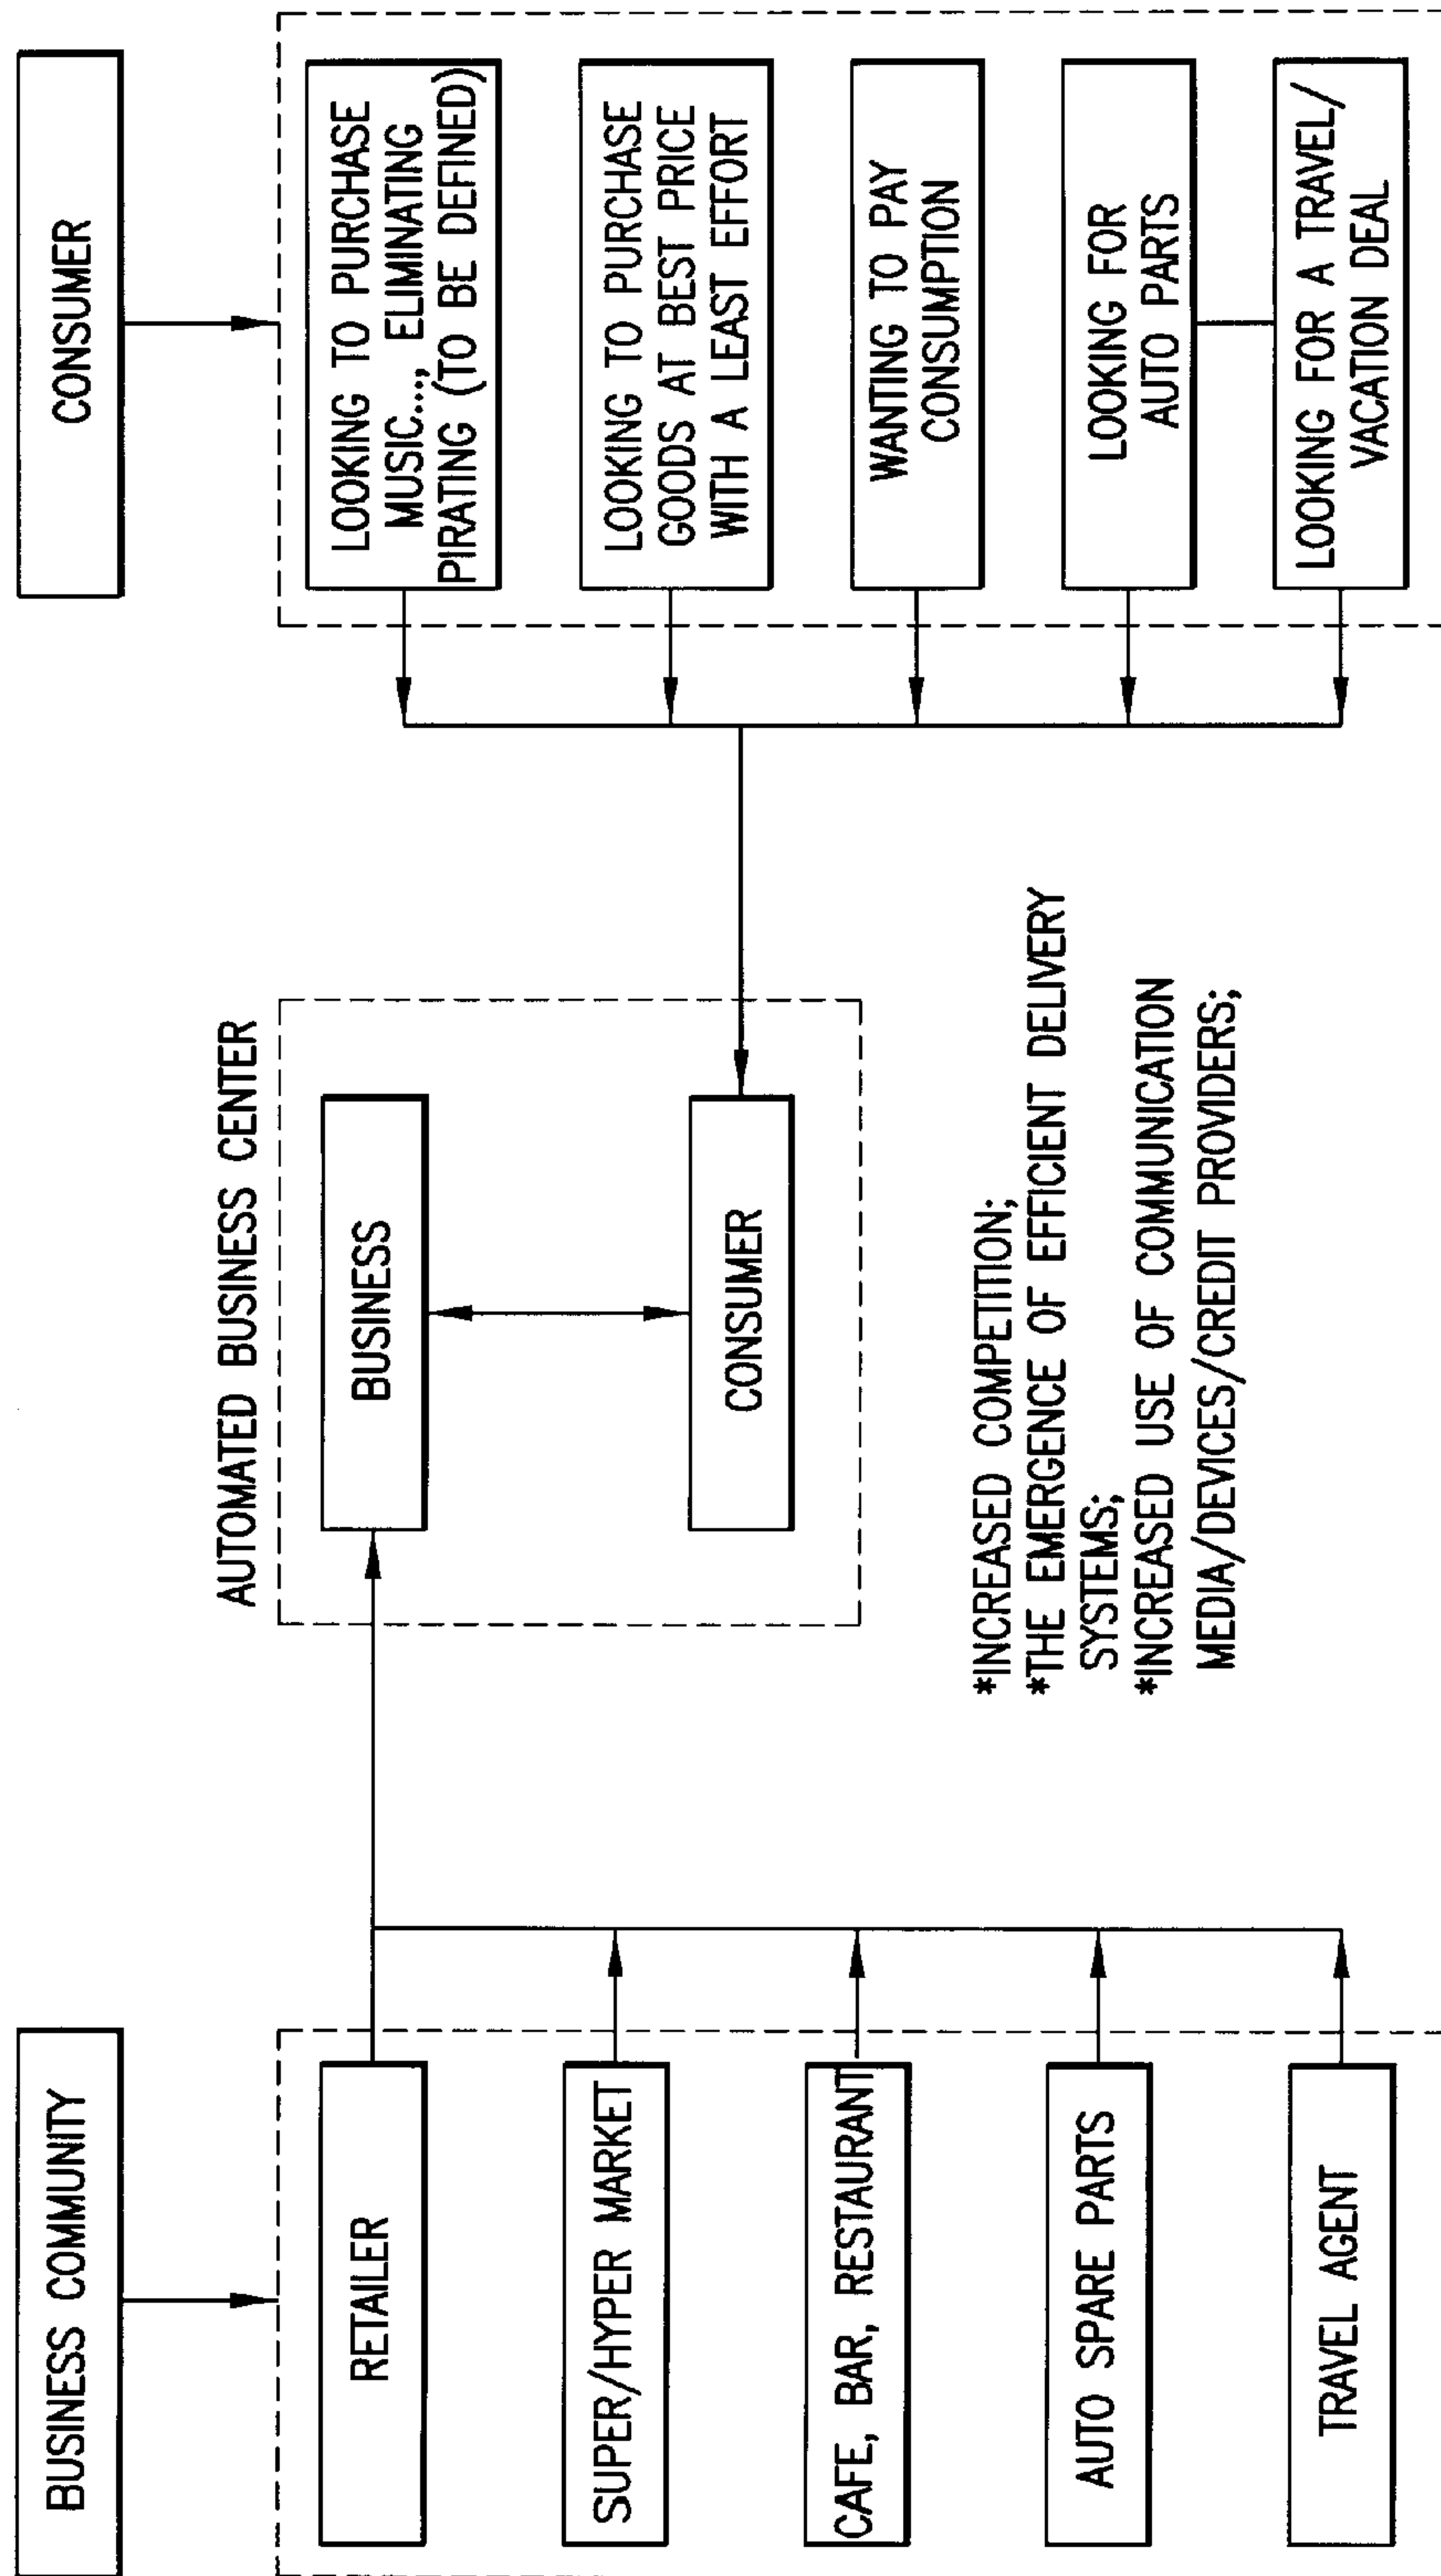 BUSINESS COMMUNITY
RETAILER
SUPER/HYPER MARKET
CAFE, BAR, RESTAURANT
AUTO SPARE PARTS
TRAVEL AGENT
AUTOMATED BUSINESS CENTER
BUSINESS
CONSUMER
*INCREASED COMPETITION;
*THE EMERGENCE OF EFFICIENT DELIVERY
SYSTEMS;
*INCREASED USE OF COMMUNICATION
MEDIA/DEVICES/CREDIT PROVIDERS;
CONSUMER
LOOKING TO PURCHASE
MUSIC..., ELIMINATING
PIRATING (TO BE DEFINED)
LOOKING TO PURCHASE
GOODS AT BEST PRICE
WITH A LEAST EFFORT
WANTING TO PAY
CONSUMPTION
LOOKING FOR
AUTO PARTS
LOOKING FOR A TRAVEL/
VACATION DEAL